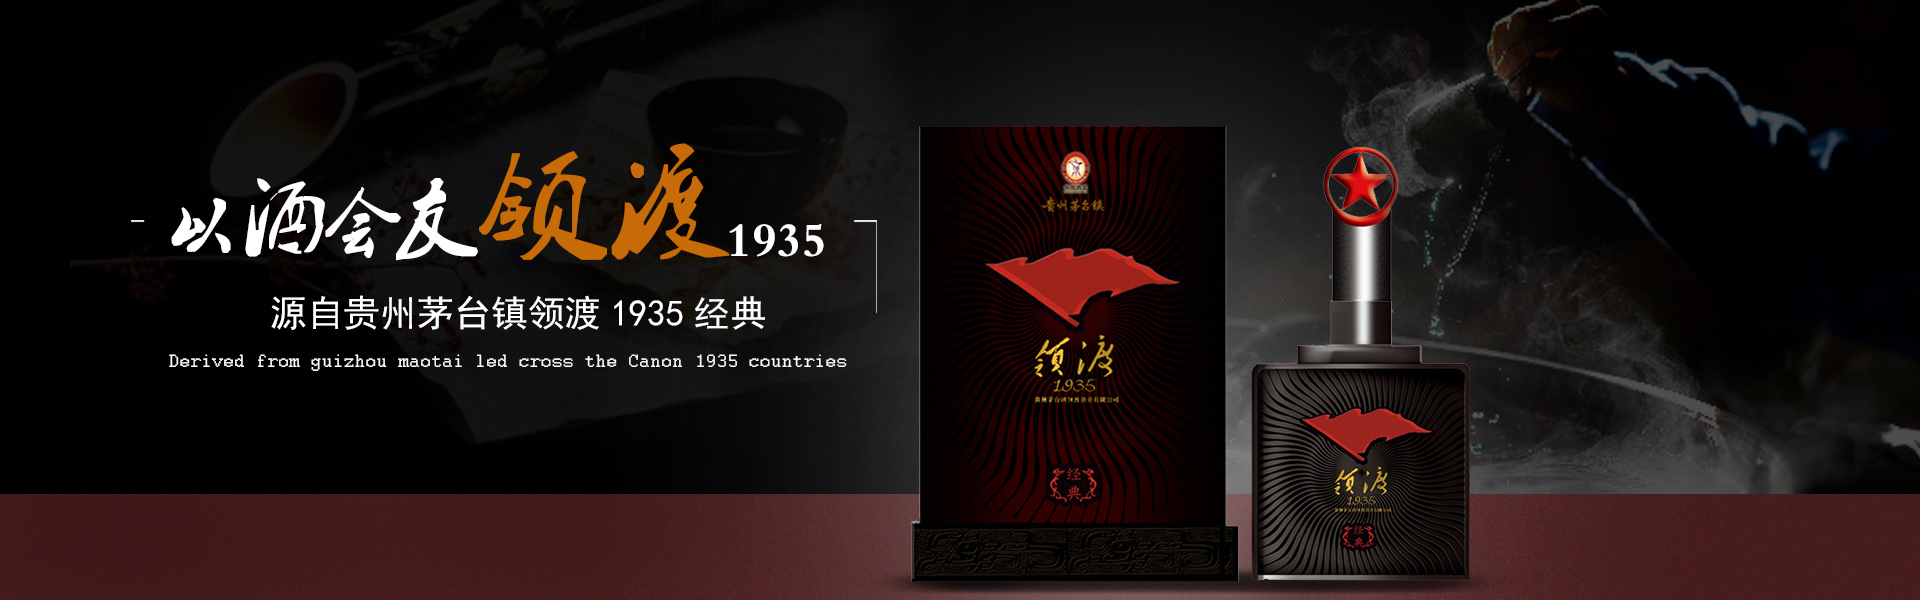 以酒会友领渡1935
源自贵州茅台镇领渡 1935 经典
Derived from guizhou maotai led cross the Canon 1935 countries
贵州茅台镇
领渡
1935
经典
领渡
1935
经典